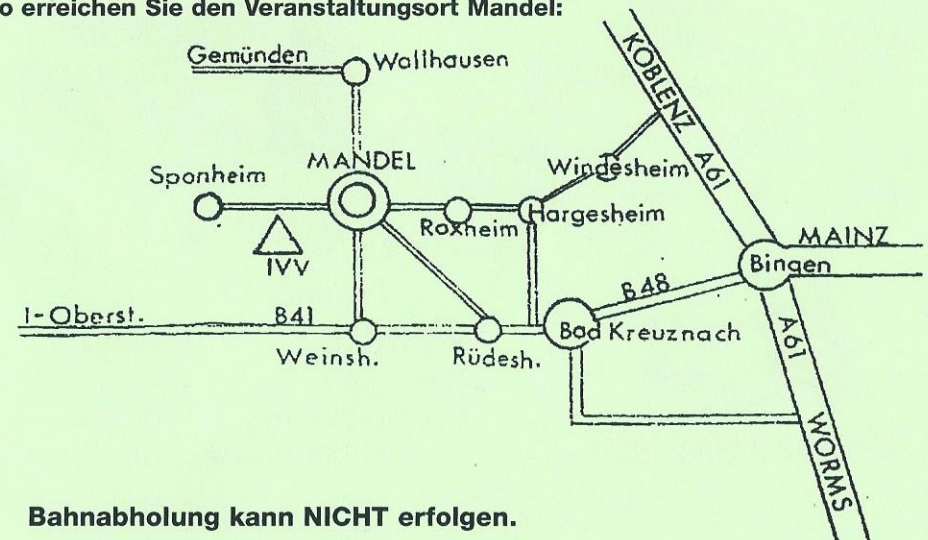 o erreichen Sie den Veranstaltungsort Mandel:
Gemünden
Wallhausen
KOBLENZ A61
MANDEL
Sponheim
Windesheim
Roxheim
Hargesheim
IVV
MAINZ
Bingen
B48
I-Oberst.
B41
Bad Kreuznach
Weinsh.
Rüdesh.
A61
WORMS
Bahnabholung kann NICHT erfolgen.